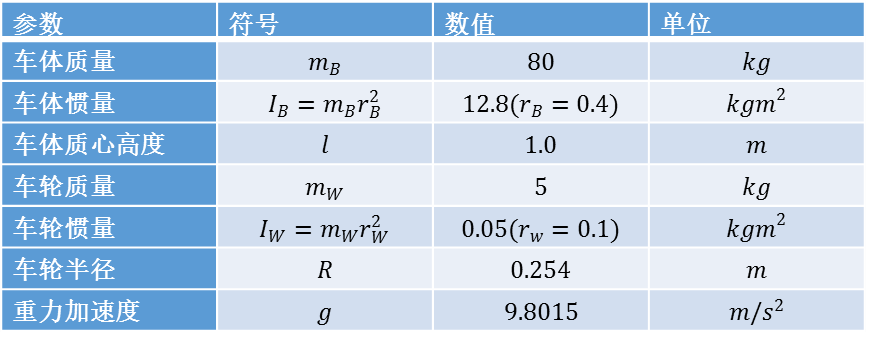 参数 符号 数值 单位
车体质量 m_B 80 kg
车体惯量 I_B = m_B r_B^2 12.8(r_B = 0.4) kgm^2
车体质心高度 l 1.0 m
车轮质量 m_W 5 kg
车轮惯量 I_W = m_W r_W^2 0.05(r_w = 0.1) kgm^2
车轮半径 R 0.254 m
重力加速度 g 9.8015 m/s^2